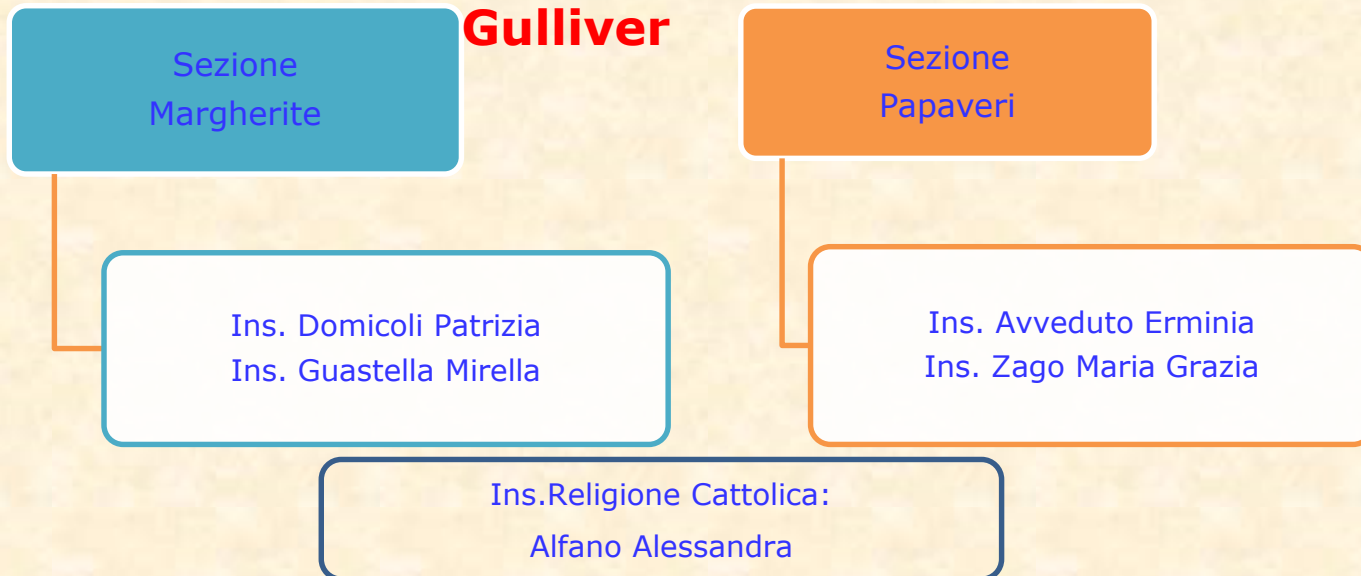 Gulliver
Sezione
Margherite
Sezione
Papaveri
Ins. Domicoli Patrizia
Ins. Guastella Mirella
Ins. Avveduto Erminia
Ins. Zago Maria Grazia
Ins.Religione Cattolica:
Alfano Alessandra